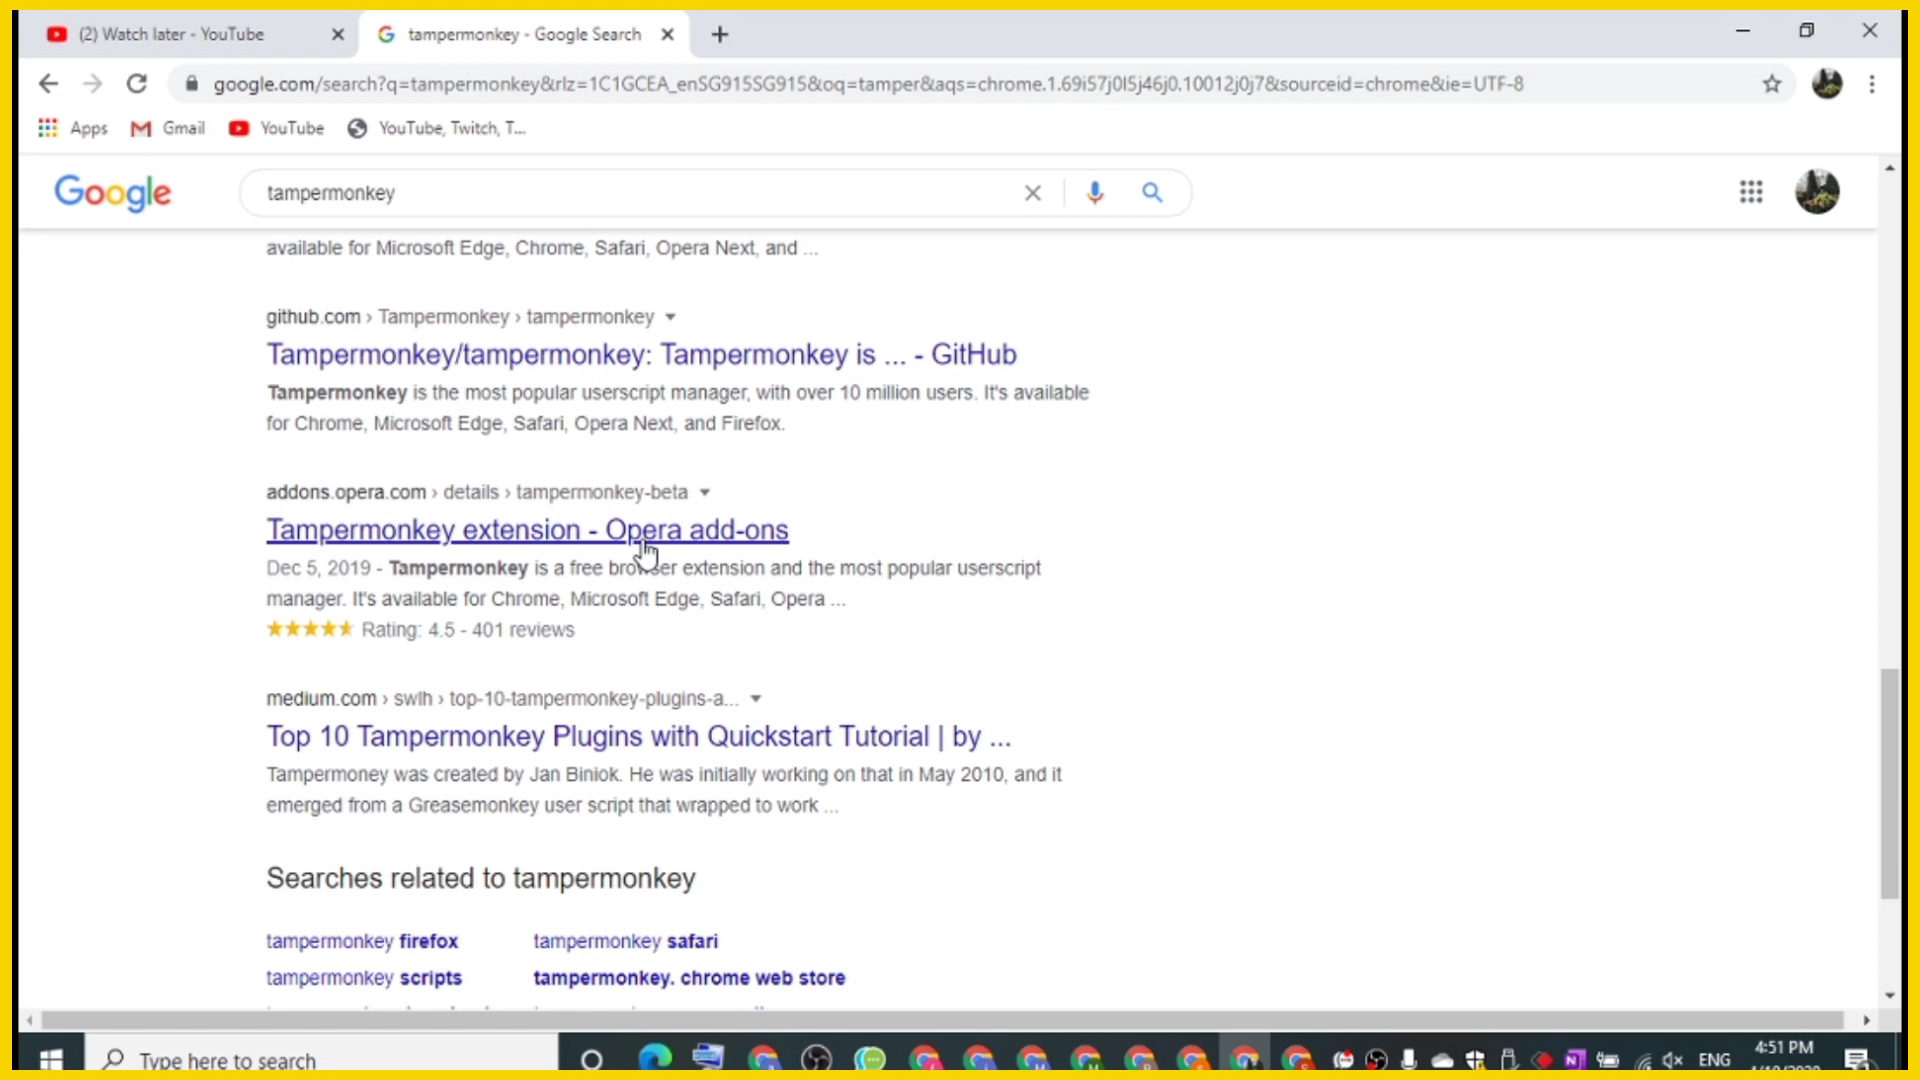 (2) Watch later - YouTube
tampermonkey - Google Search
google.com/search?q=tampermonkey&rlz=1C1GCEA_enSG915SG915&oq=tamper&aqs=chrome.1.69i57j0l5j46j0.10012j0j7&sourceid=chrome&ie=UTF-8
Apps Gmail YouTube YouTube, Twitch, T...
Google tampermonkey
available for Microsoft Edge, Chrome, Safari, Opera Next, and ...
github.com › Tampermonkey › tampermonkey
Tampermonkey/tampermonkey: Tampermonkey is ... - GitHub
Tampermonkey is the most popular userscript manager, with over 10 million users. It's available
for Chrome, Microsoft Edge, Safari, Opera Next, and Firefox.
addons.opera.com › details › tampermonkey-beta
Tampermonkey extension - Opera add-ons
Dec 5, 2019 - Tampermonkey is a free browser extension and the most popular userscript
manager. It's available for Chrome, Microsoft Edge, Safari, Opera ...
Rating: 4.5 - 401 reviews
medium.com › swlh › top-10-tampermonkey-plugins-a...
Top 10 Tampermonkey Plugins with Quickstart Tutorial | by ...
Tampermoney was created by Jan Biniok. He was initially working on that in May 2010, and it
emerged from a Greasemonkey user script that wrapped to work ...
Searches related to tampermonkey
tampermonkey firefox tampermonkey safari
tampermonkey scripts tampermonkey. chrome web store
Type here to search
ENG
4:51 PM